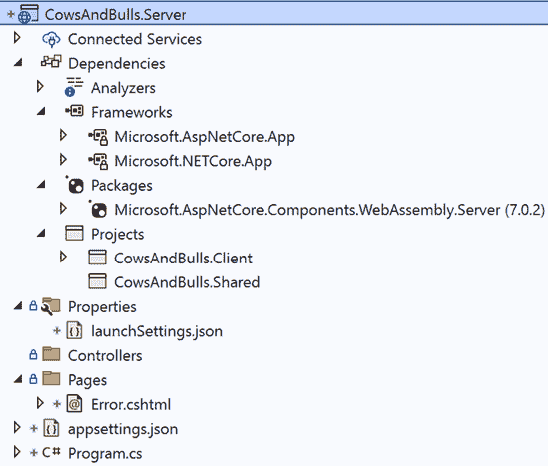 CowsAndBulls.Server
Connected Services
Dependencies
Analyzers
Frameworks
Microsoft.AspNetCore.App
Microsoft.NETCore.App
Packages
Microsoft.AspNetCore.Components.WebAssembly.Server (7.0.2)
Projects
CowsAndBulls.Client
CowsAndBulls.Shared
Properties
launchSettings.json
Controllers
Pages
Error.cshtml
appsettings.json
C# Program.cs